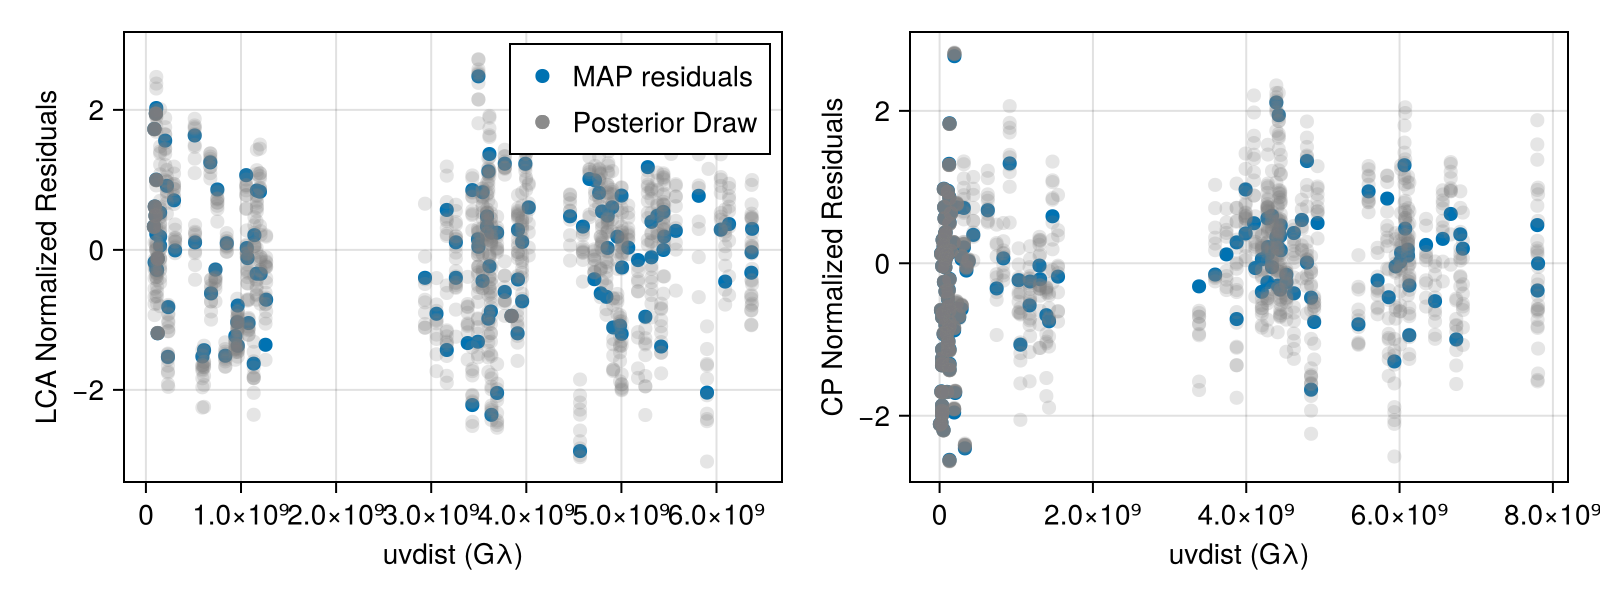 LCA Normalized Residuals
2
0
−2
MAP residuals
Posterior Draw
0 1.0×10⁹ 2.0×10⁹ 3.0×10⁹ 4.0×10⁹ 5.0×10⁹ 6.0×10⁹
uvdist (Gλ)
CP Normalized Residuals
2
0
−2
0 2.0×10⁹ 4.0×10⁹ 6.0×10⁹ 8.0×10⁹
uvdist (Gλ)